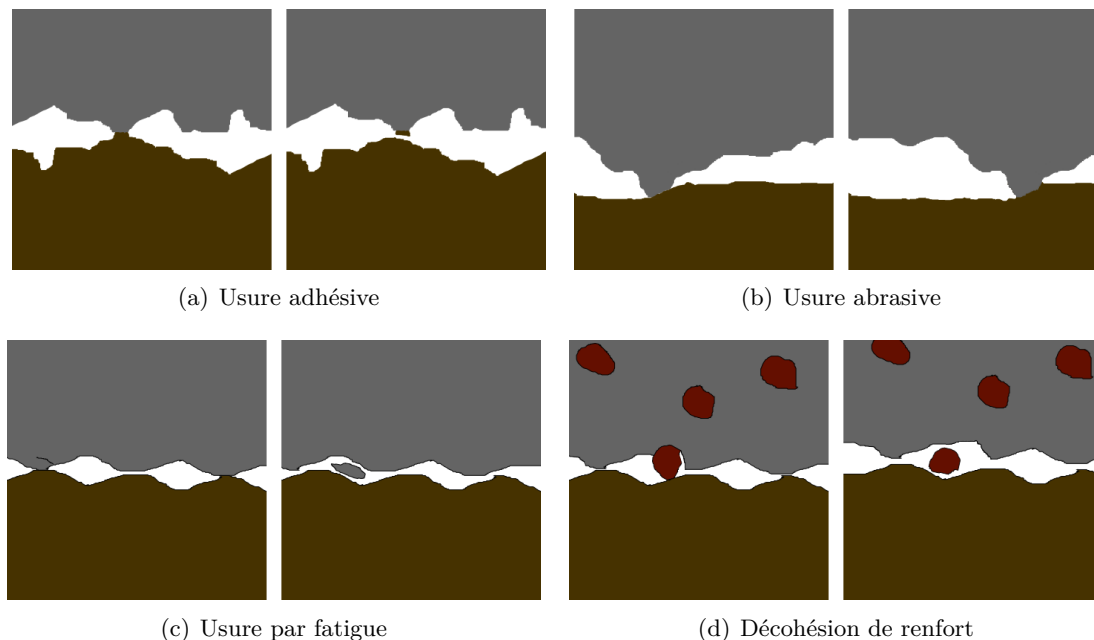 (a) Usure adhésive
(b) Usure abrasive
(c) Usure par fatigue
(d) Décohésion de renfort